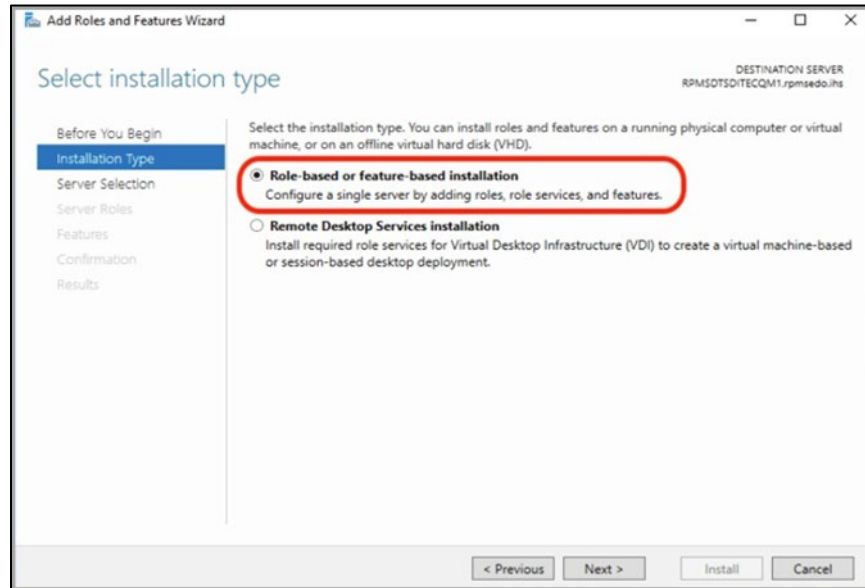 Add Roles and Features Wizard
Select installation type
DESTINATION SERVER
RPMSDTSDITECQM1.rpmsedo.ihs
Before You Begin
Installation Type
Server Selection
Server Roles
Features
Confirmation
Results
Select the installation type. You can install roles and features on a running physical computer or virtual
machine, or on an offline virtual hard disk (VHD).
Role-based or feature-based installation
Configure a single server by adding roles, role services, and features.
Remote Desktop Services installation
Install required role services for Virtual Desktop Infrastructure (VDI) to create a virtual machine-based
or session-based desktop deployment.
< Previous
Next >
Install
Cancel